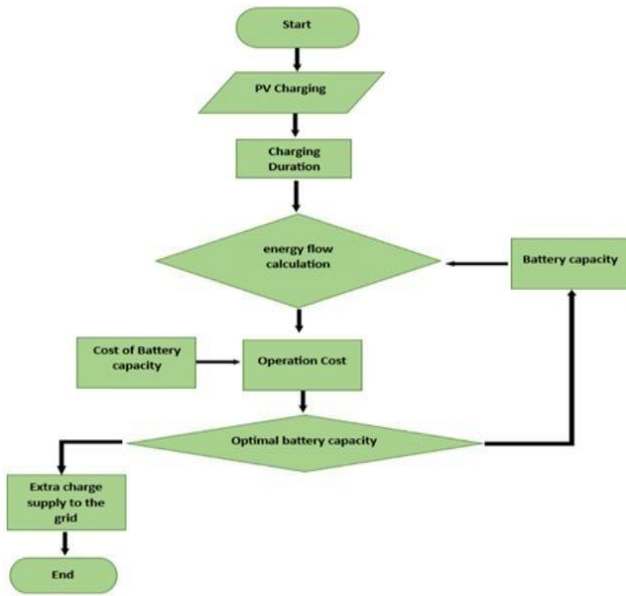 Start
PV Charging
Charging
Duration
energy flow
calculation
Battery capacity
Cost of Battery
capacity
Operation Cost
Optimal battery capacity
Extra charge
supply to the
grid
End